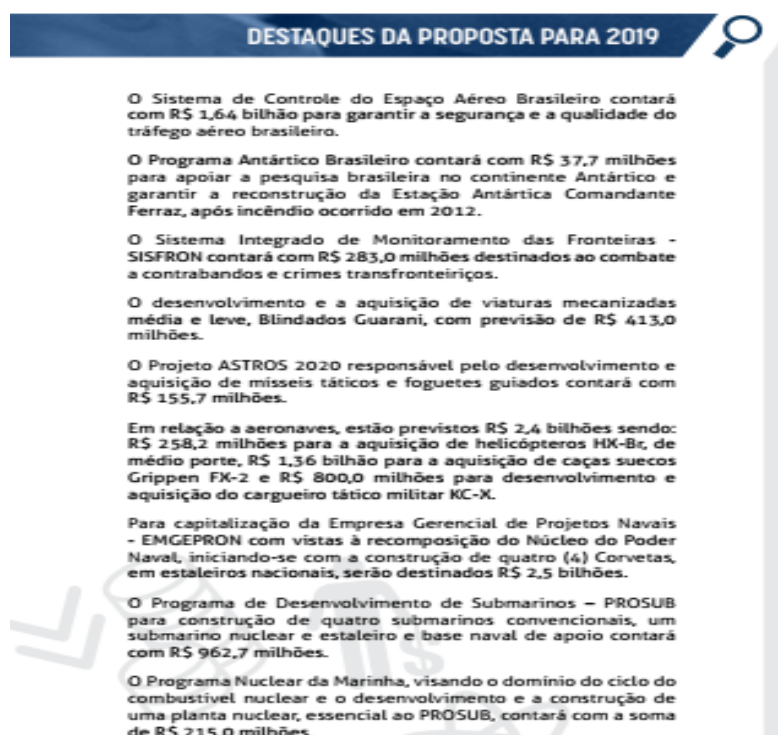 DESTAQUES DA PROPOSTA PARA 2019
O Sistema de Controle do Espaço Aéreo Brasileiro contará
com R$ 1,64 bilhão para garantir a segurança e a qualidade do
tráfego aéreo brasileiro.
O Programa Antártico Brasileiro contará com R$ 37,7 milhões
para apoiar a pesquisa brasileira no continente Antártico e
garantir a reconstrução da Estação Antártica Comandante
Ferraz, após incêndio ocorrido em 2012.
O Sistema Integrado de Monitoramento das Fronteiras -
SISFRON contará com R$ 283,0 milhões destinados ao combate
a contrabandos e crimes transfronteiriços.
O desenvolvimento e a aquisição de viaturas mecanizadas
média e leve, Blindados Guarani, com previsão de R$ 413,0
milhões.
O Projeto ASTROS 2020 responsável pelo desenvolvimento e
aquisição de misseis táticos e foguetes guiados contará com
R$ 155,7 milhões.
Em relação a aeronaves, estão previstos R$ 2,4 bilhões sendo:
R$ 258,2 milhões para a aquisição de helicópteros HX-Br, de
médio porte, R$ 1,36 bilhão para a aquisição de caças suecos
Grippen FX-2 e R$ 800,0 milhões para desenvolvimento e
aquisição do cargueiro tático militar KC-X.
Para capitalização da Empresa Gerencial de Projetos Navais
- EMGEPRON com vistas à recomposição do Núcleo do Poder
Naval, iniciando-se com a construção de quatro (4) Corvetas,
em estaleiros nacionais, serão destinados R$ 2,5 bilhões.
O Programa de Desenvolvimento de Submarinos – PROSUB
para construção de quatro submarinos convencionais, um
submarino nuclear e estaleiro e base naval de apoio contará
com R$ 962,7 milhões.
O Programa Nuclear da Marinha, visando o domínio do ciclo do
combustível nuclear e o desenvolvimento e a construção de
uma planta nuclear, essencial ao PROSUB, contará com a soma
de R$ 215,0 milhões.